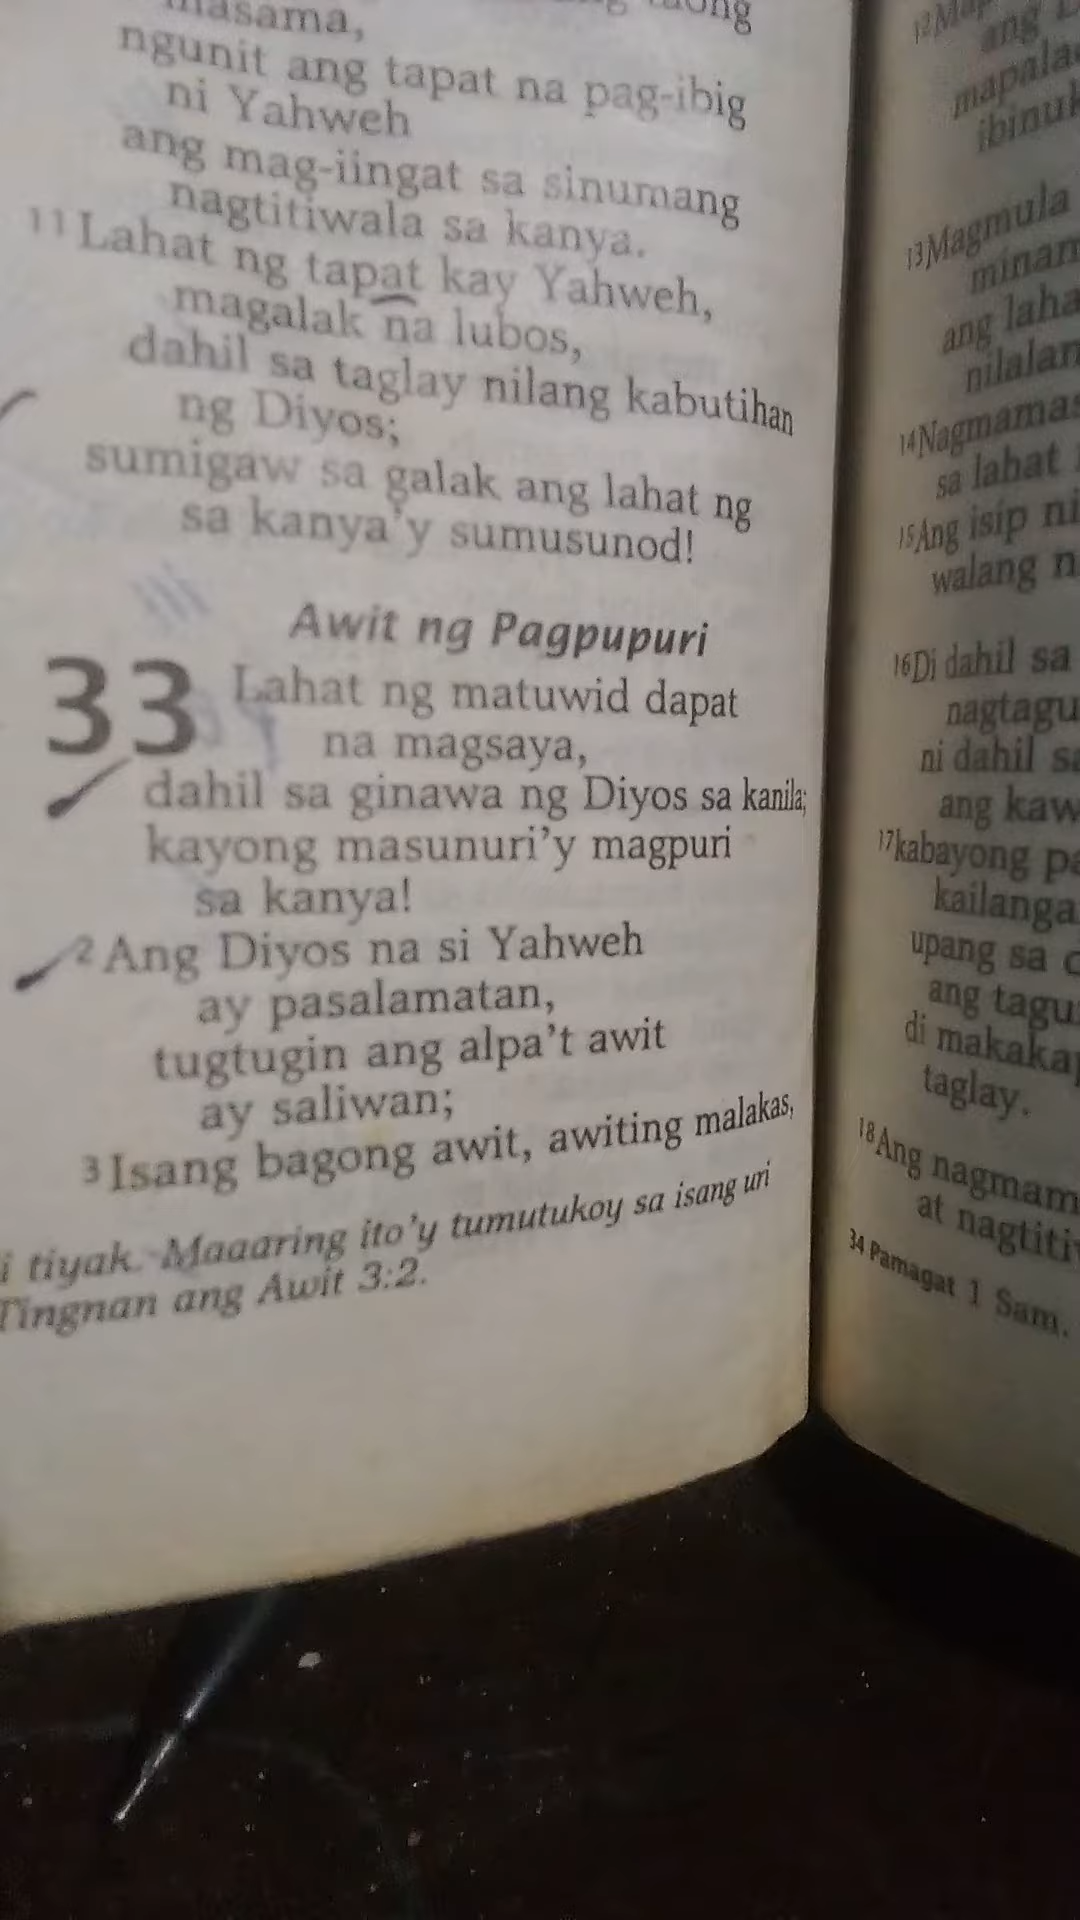 masama,
ngunit ang tapat na pag-ibig
ni Yahweh
ang mag-iingat sa sinumang
nagtitiwala sa kanya.
11 Lahat ng tapat kay Yahweh,
magalak na lubos,
dahil sa taglay nilang kabutihan
ng Diyos;
sumigaw sa galak ang lahat ng
sa kanya'y sumusunod!
Awit ng Pagpupuri
33 Lahat ng matuwid dapat
na magsaya,
dahil sa ginawa ng Diyos sa kanila;
kayong masunuri'y magpuri
sa kanya!
2 Ang Diyos na si Yahweh
ay pasalamatan,
tugtugin ang alpa't awit
ay saliwan;
3 Isang bagong awit, awiting malakas,
i tiyak. Maaaring ito'y tumutukoy sa isang uri
Tingnan ang Awit 3:2.
ang
13 Magmula
ang
14
sa lahat
15 Ang isip ni
walang
16 Di dahil sa
ni dahil
ang
17 kabayong
upang sa
ang
di
taglay.
18 Ang
at
34 Pamagat 1 Sam.